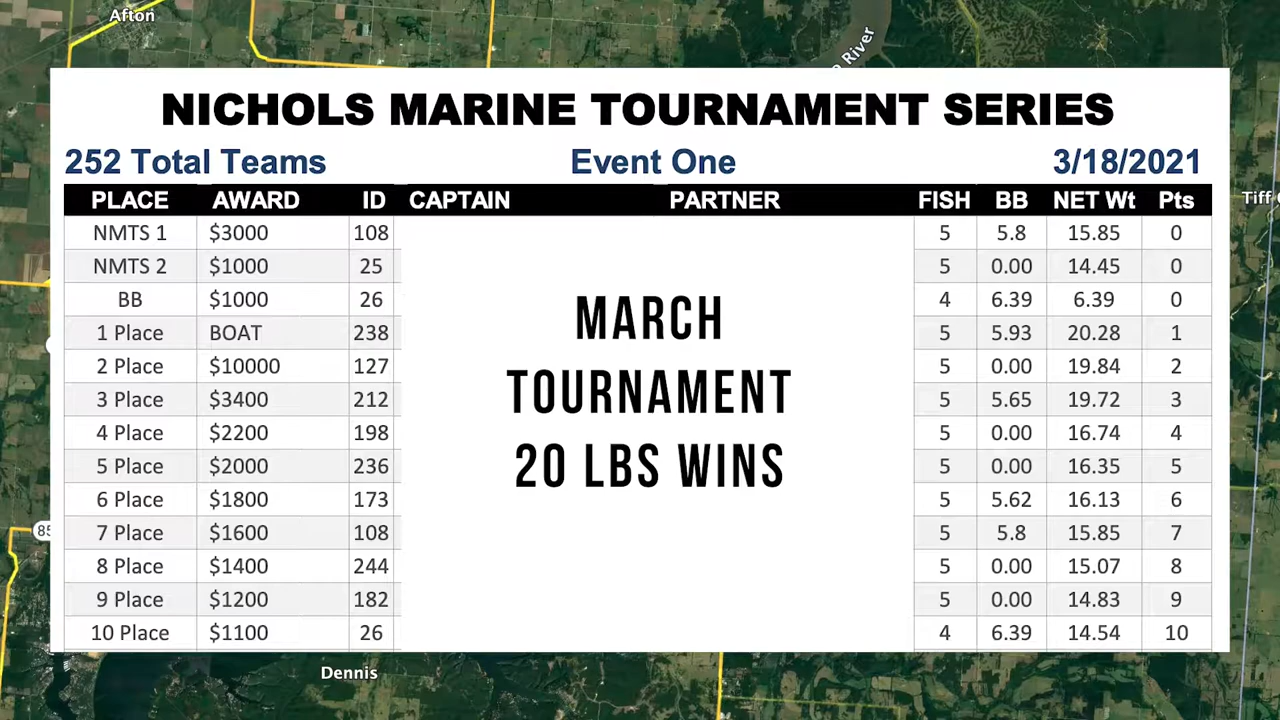 Afton
River
NICHOLS MARINE TOURNAMENT SERIES
252 Total Teams Event One 3/18/2021
PLACE AWARD ID CAPTAIN PARTNER FISH BB NET Wt Pts
NMTS 1 $3000 108 5 5.8 15.85 0
NMTS 2 $1000 25 5 0.00 14.45 0
BB $1000 26 4 6.39 6.39 0
1 Place BOAT 238 5 5.93 20.28 1
2 Place $10000 127 5 0.00 19.84 2
3 Place $3400 212 5 5.65 19.72 3
4 Place $2200 198 5 0.00 16.74 4
5 Place $2000 236 5 0.00 16.35 5
6 Place $1800 173 5 5.62 16.13 6
7 Place $1600 108 5 5.8 15.85 7
8 Place $1400 244 5 0.00 15.07 8
9 Place $1200 182 5 0.00 14.83 9
10 Place $1100 26 4 6.39 14.54 10
MARCH
TOURNAMENT
20 LBS WINS
Tiff
85
Dennis